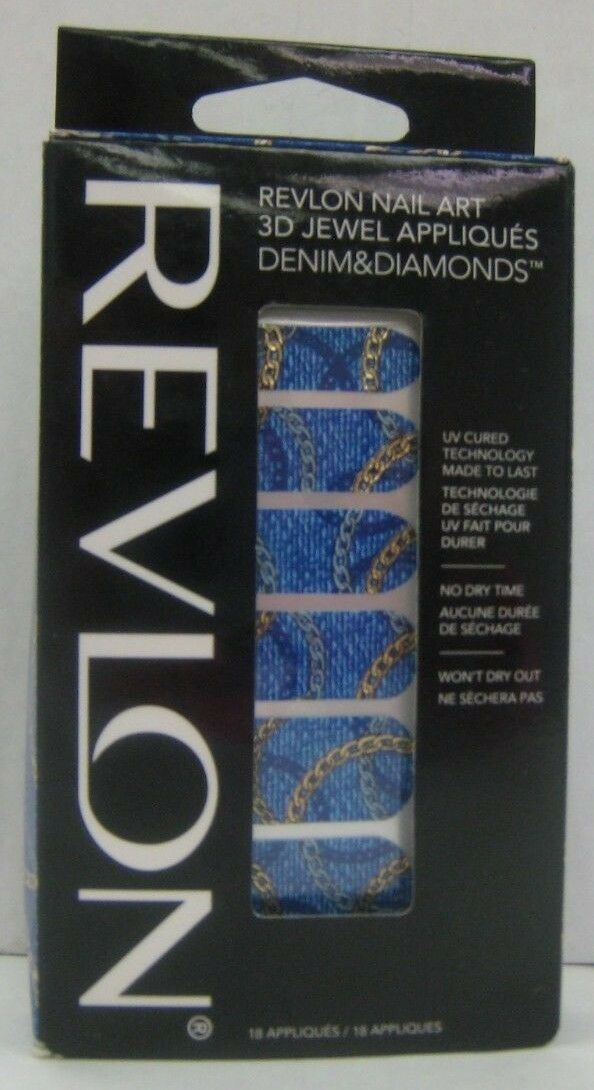 REVLON®
REVLON NAIL ART
3D JEWEL APPLIQUÉS
DENIM&DIAMONDS™
UV CURED
TECHNOLOGY
MADE TO LAST
TECHNOLOGIE
DE SÉCHAGE
UV FAIT POUR
DURER
NO DRY TIME
AUCUNE DURÉE
DE SÉCHAGE
WON'T DRY OUT
NE SÉCHERA PAS
18 APPLIQUÉS / 18 APPLIQUES